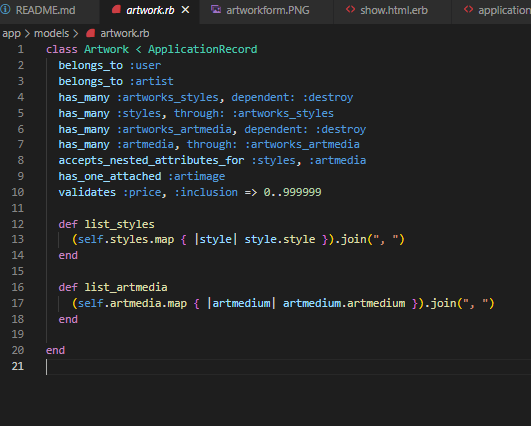 README.md artwork.rb artworkform.PNG show.html.erb application
app > models > artwork.rb
1 class Artwork < ApplicationRecord
2   belongs_to :user
3   belongs_to :artist
4   has_many :artworks_styles, dependent: :destroy
5   has_many :styles, through: :artworks_styles
6   has_many :artworks_artmedia, dependent: :destroy
7   has_many :artmedia, through: :artworks_artmedia
8   accepts_nested_attributes_for :styles, :artmedia
9   has_one_attached :artimage
10   validates :price, :inclusion => 0..999999
11
12   def list_styles
13     (self.styles.map { |style| style.style }).join(", ")
14   end
15
16   def list_artmedia
17     (self.artmedia.map { |artmedium| artmedium.artmedium }).join(", ")
18   end
19
20 end
21